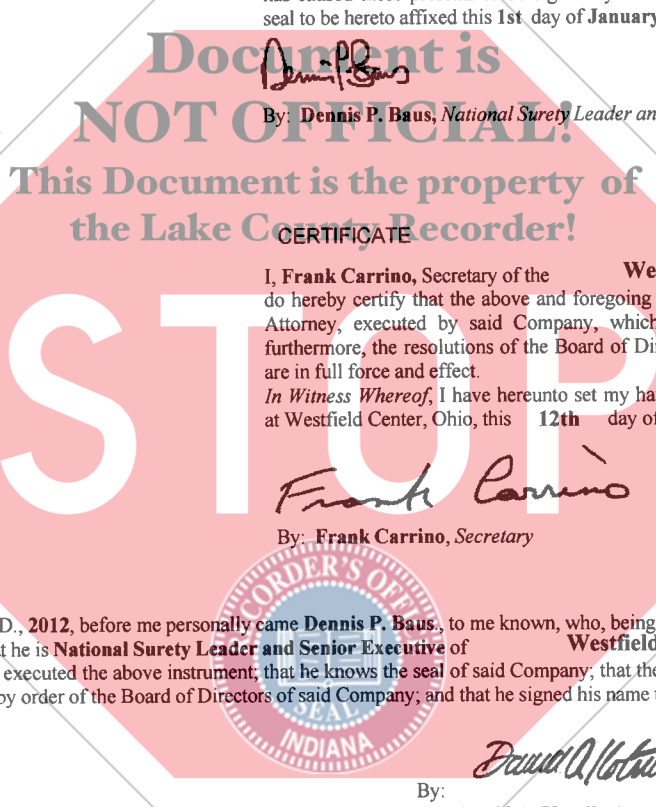 seal to be hereto affixed this 1st day of January
Document is
Dennis P. Baus
By: Dennis P. Baus, National Surety Leader an
NOT OFFICIAL!
This Document is the property of
the Lake County Recorder!
CERTIFICATE
I, Frank Carrino, Secretary of the We
do hereby certify that the above and foregoing
Attorney, executed by said Company, which
furthermore, the resolutions of the Board of Di
are in full force and effect.
In Witness Whereof, I have hereunto set my ha
at Westfield Center, Ohio, this 12th day of
STOP
Frank Carrino
By: Frank Carrino, Secretary
RECORDER'S OFFICE
D., 2012, before me personally came Dennis P. Baus., to me known, who, being
t he is National Surety Leader and Senior Executive of Westfield
executed the above instrument; that he knows the seal of said Company; that the
by order of the Board of Directors of said Company; and that he signed his name
SEAL
INDIANA
By: